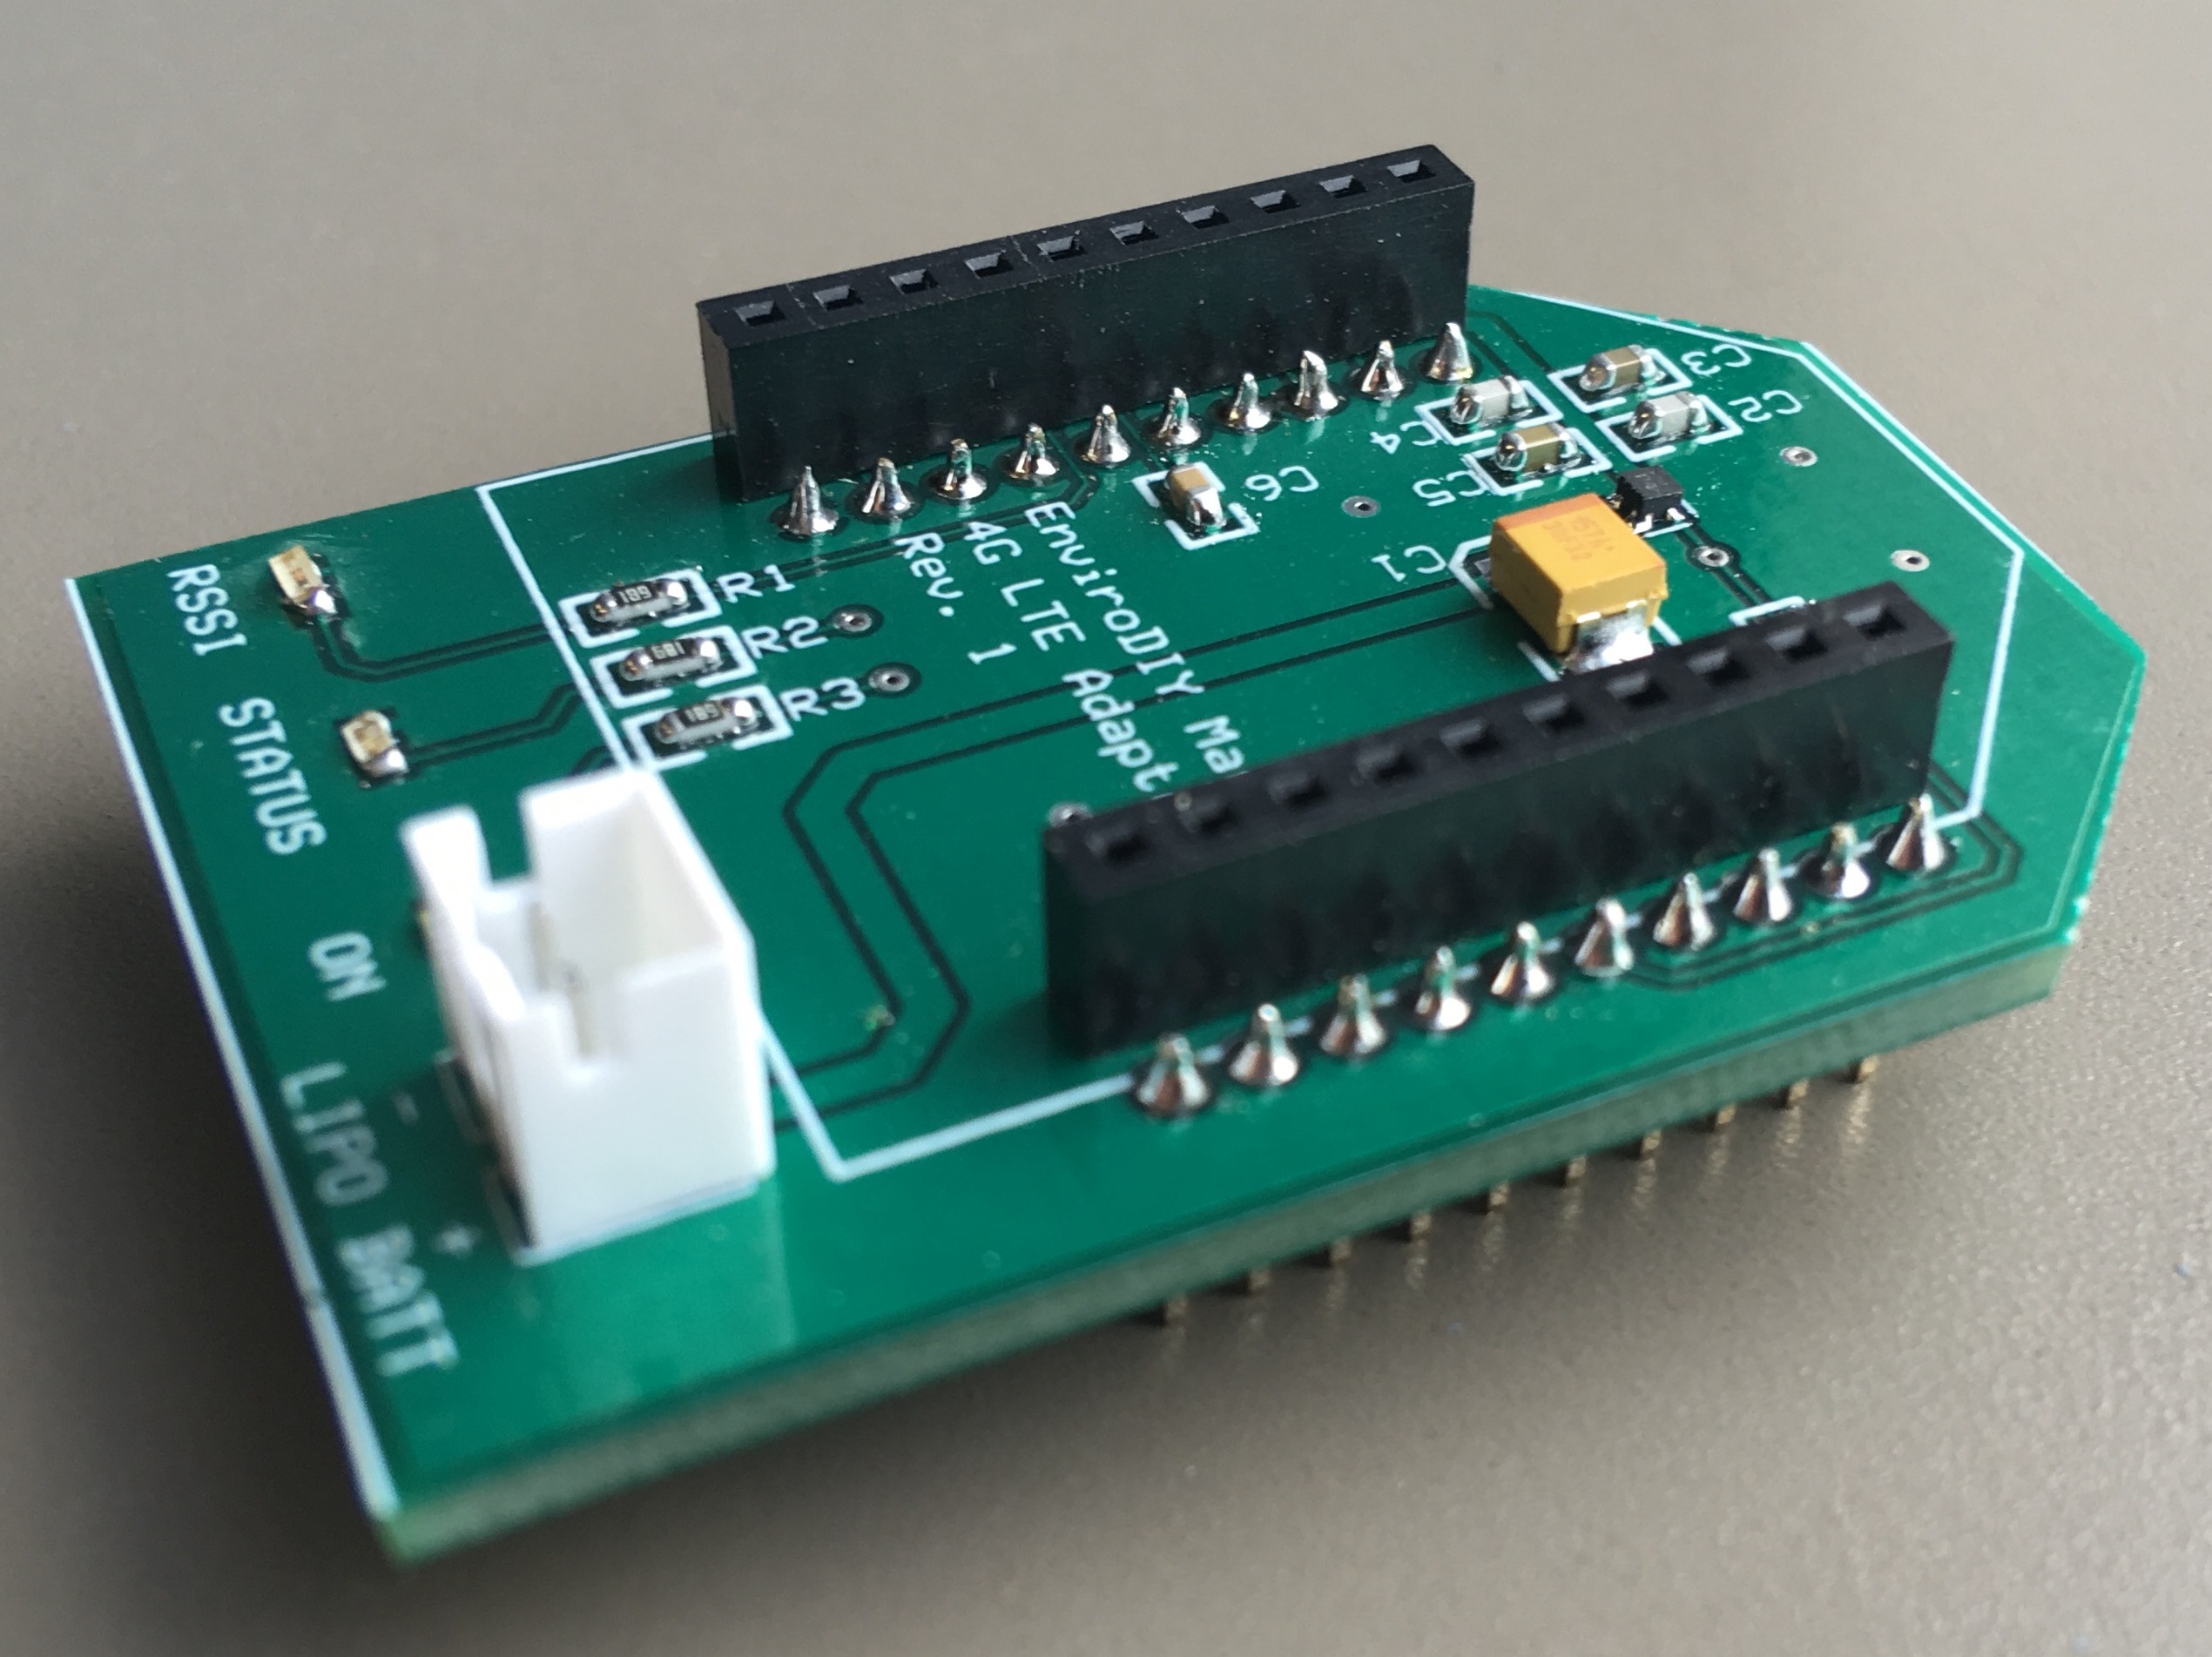 RSSI
STATUS
ON
LIPO BATT
-
+
R1
R2
R3
EnviroDIY Ma
4G LTE Adapt
Rev. 1
C6
C4
C5
C3
C2
C1